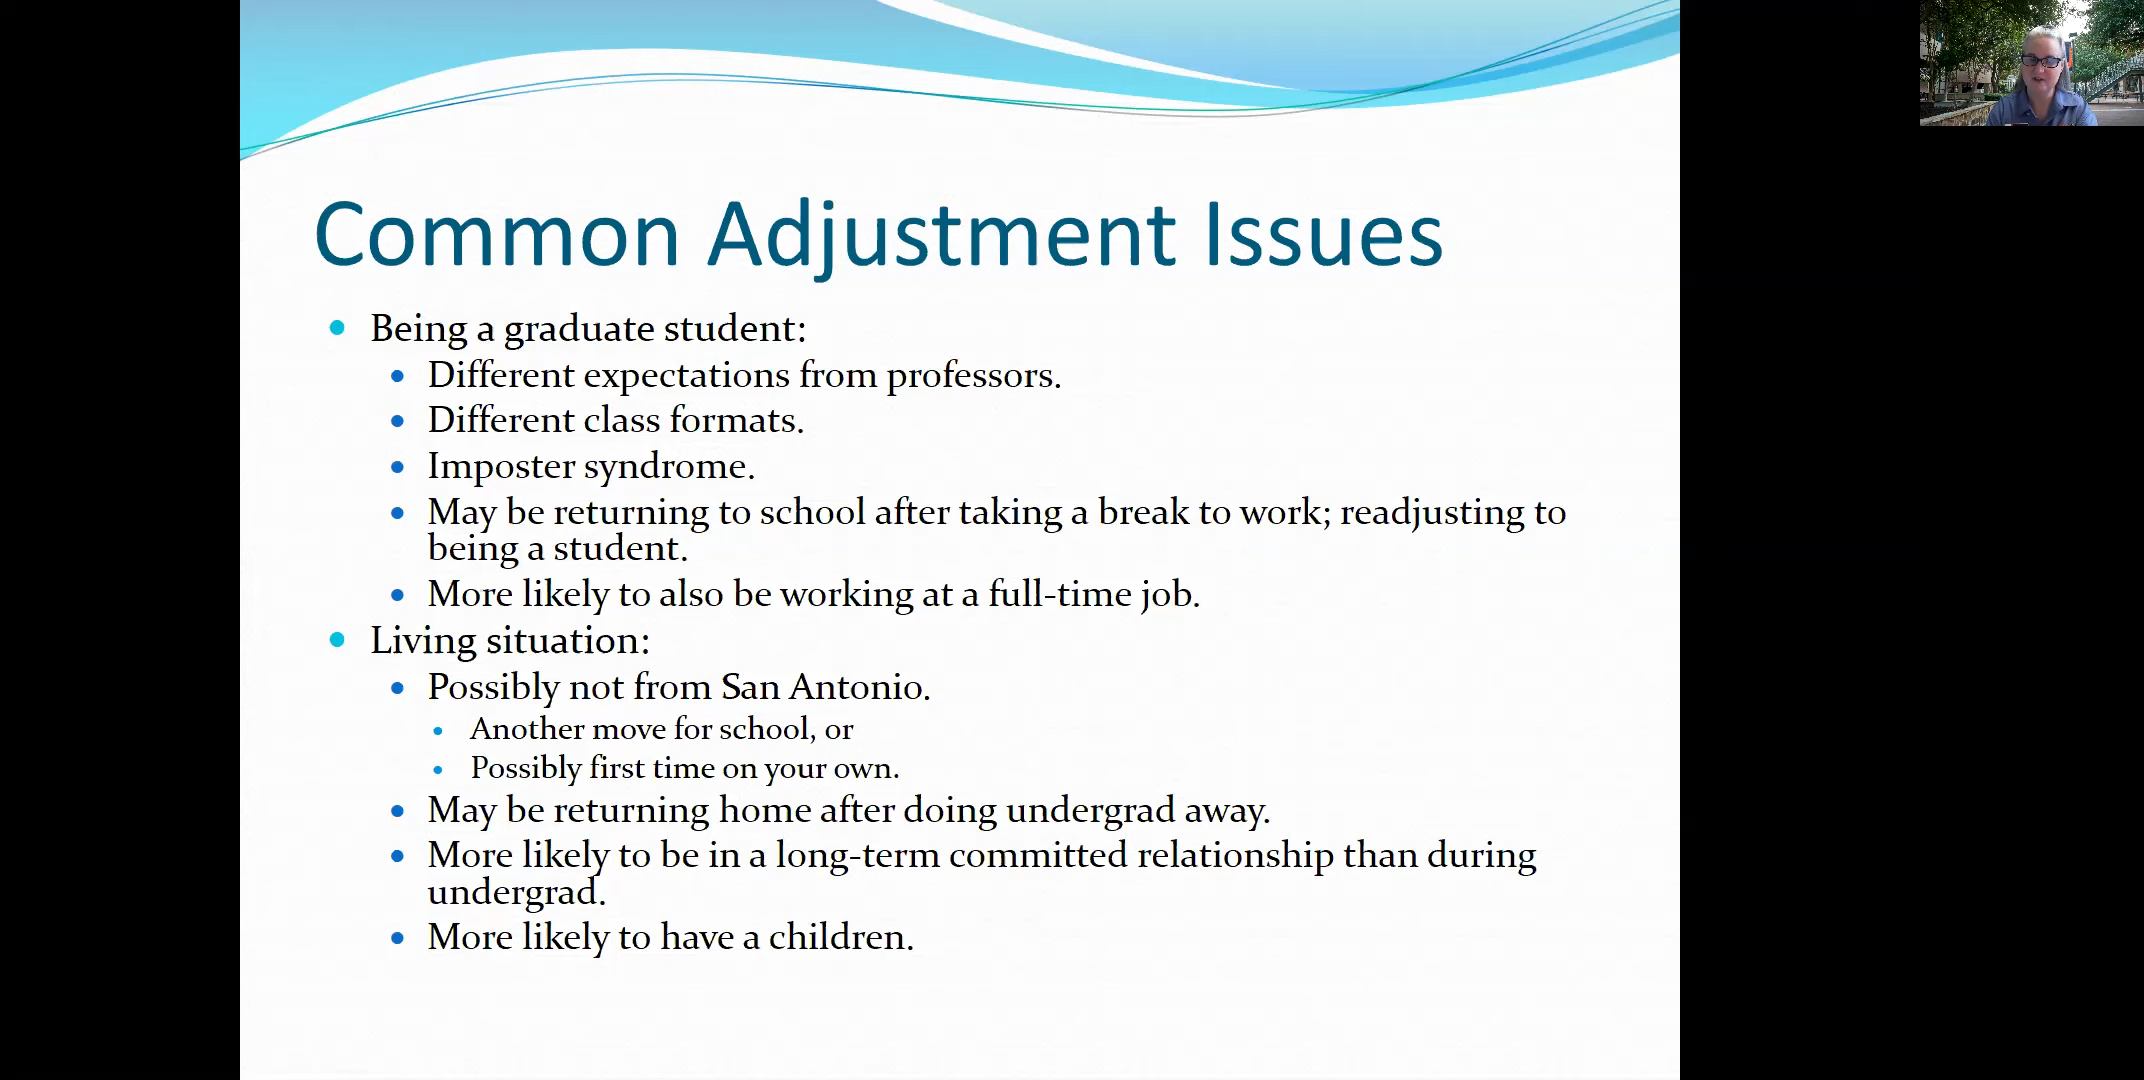 Common Adjustment Issues
Being a graduate student:
Different expectations from professors.
Different class formats.
Imposter syndrome.
May be returning to school after taking a break to work; readjusting to
being a student.
More likely to also be working at a full-time job.
Living situation:
Possibly not from San Antonio.
Another move for school, or
Possibly first time on your own.
May be returning home after doing undergrad away.
More likely to be in a long-term committed relationship than during
undergrad.
More likely to have a children.